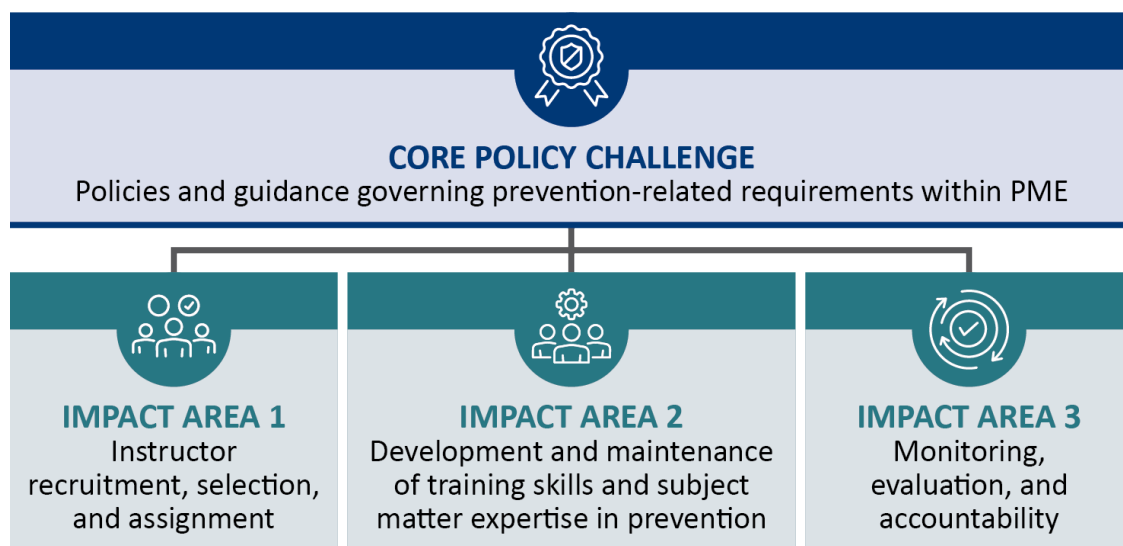 CORE POLICY CHALLENGE
Policies and guidance governing prevention-related requirements within PME
IMPACT AREA 1
Instructor
recruitment, selection,
and assignment
IMPACT AREA 2
Development and maintenance
of training skills and subject
matter expertise in prevention
IMPACT AREA 3
Monitoring,
evaluation, and
accountability